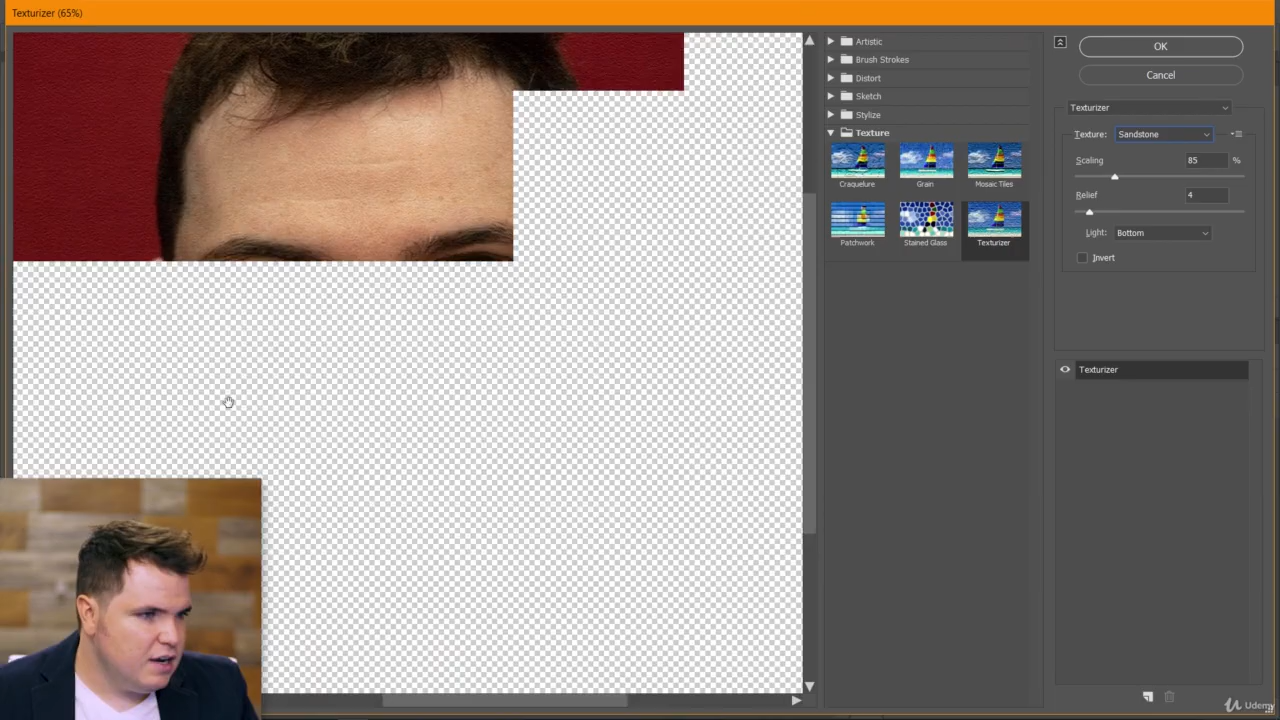 Texturizer (65%)
Artistic
Brush Strokes
Distort
Sketch
Stylize
Texture
Craquelure
Grain
Mosaic Tiles
Patchwork
Stained Glass
Texturizer
OK
Cancel
Texturizer
Texture: Sandstone
Scaling 85 %
Relief 4
Light: Bottom
Invert
Texturizer
Udemy